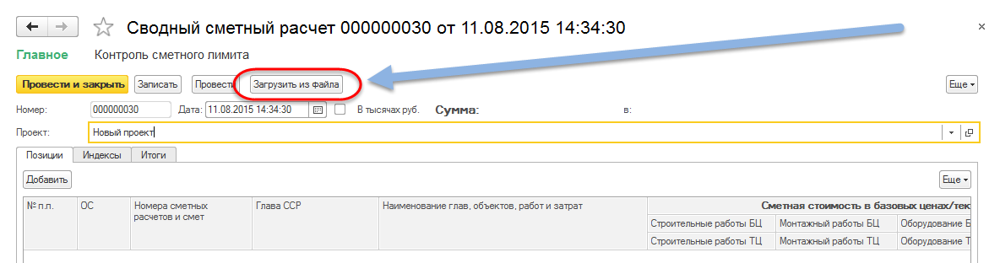 Сводный сметный расчет 000000030 от 11.08.2015 14:34:30
Главное Контроль сметного лимита
Провести и закрыть Записать Провести Загрузить из файла Еще
Номер: 000000030 Дата: 11.08.2015 14:34:30 В тысячах руб. Сумма: в:
Проект: Новый проект
Позиции Индексы Итоги
Добавить Еще
№ п.п. ОС Номера сметных расчетов и смет Глава ССР Наименование глав, объектов, работ и затрат Сметная стоимость в базовых ценах/тек
Строительные работы БЦ Монтажный работы БЦ Оборудование Б
Строительные работы ТЦ Монтажный работы ТЦ Оборудование Т